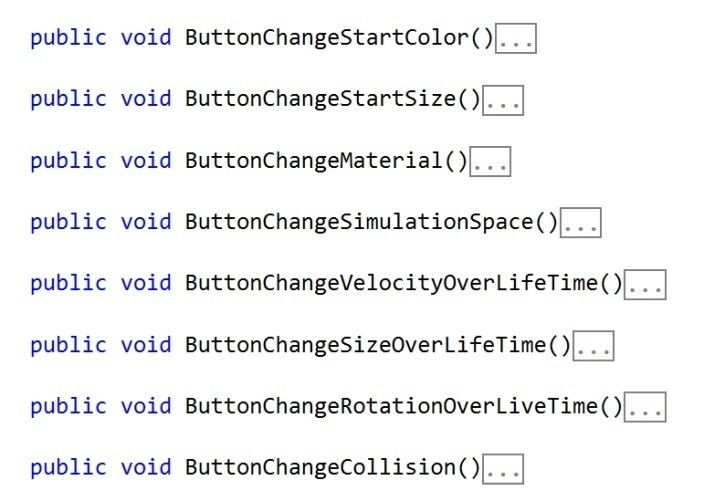 public void ButtonChangeStartColor()...
public void ButtonChangeStartSize()...
public void ButtonChangeMaterial()...
public void ButtonChangeSimulationSpace()...
public void ButtonChangeVelocityOverLifeTime()...
public void ButtonChangeSizeOverLifeTime()...
public void ButtonChangeRotationOverLiveTime()...
public void ButtonChangeCollision()...